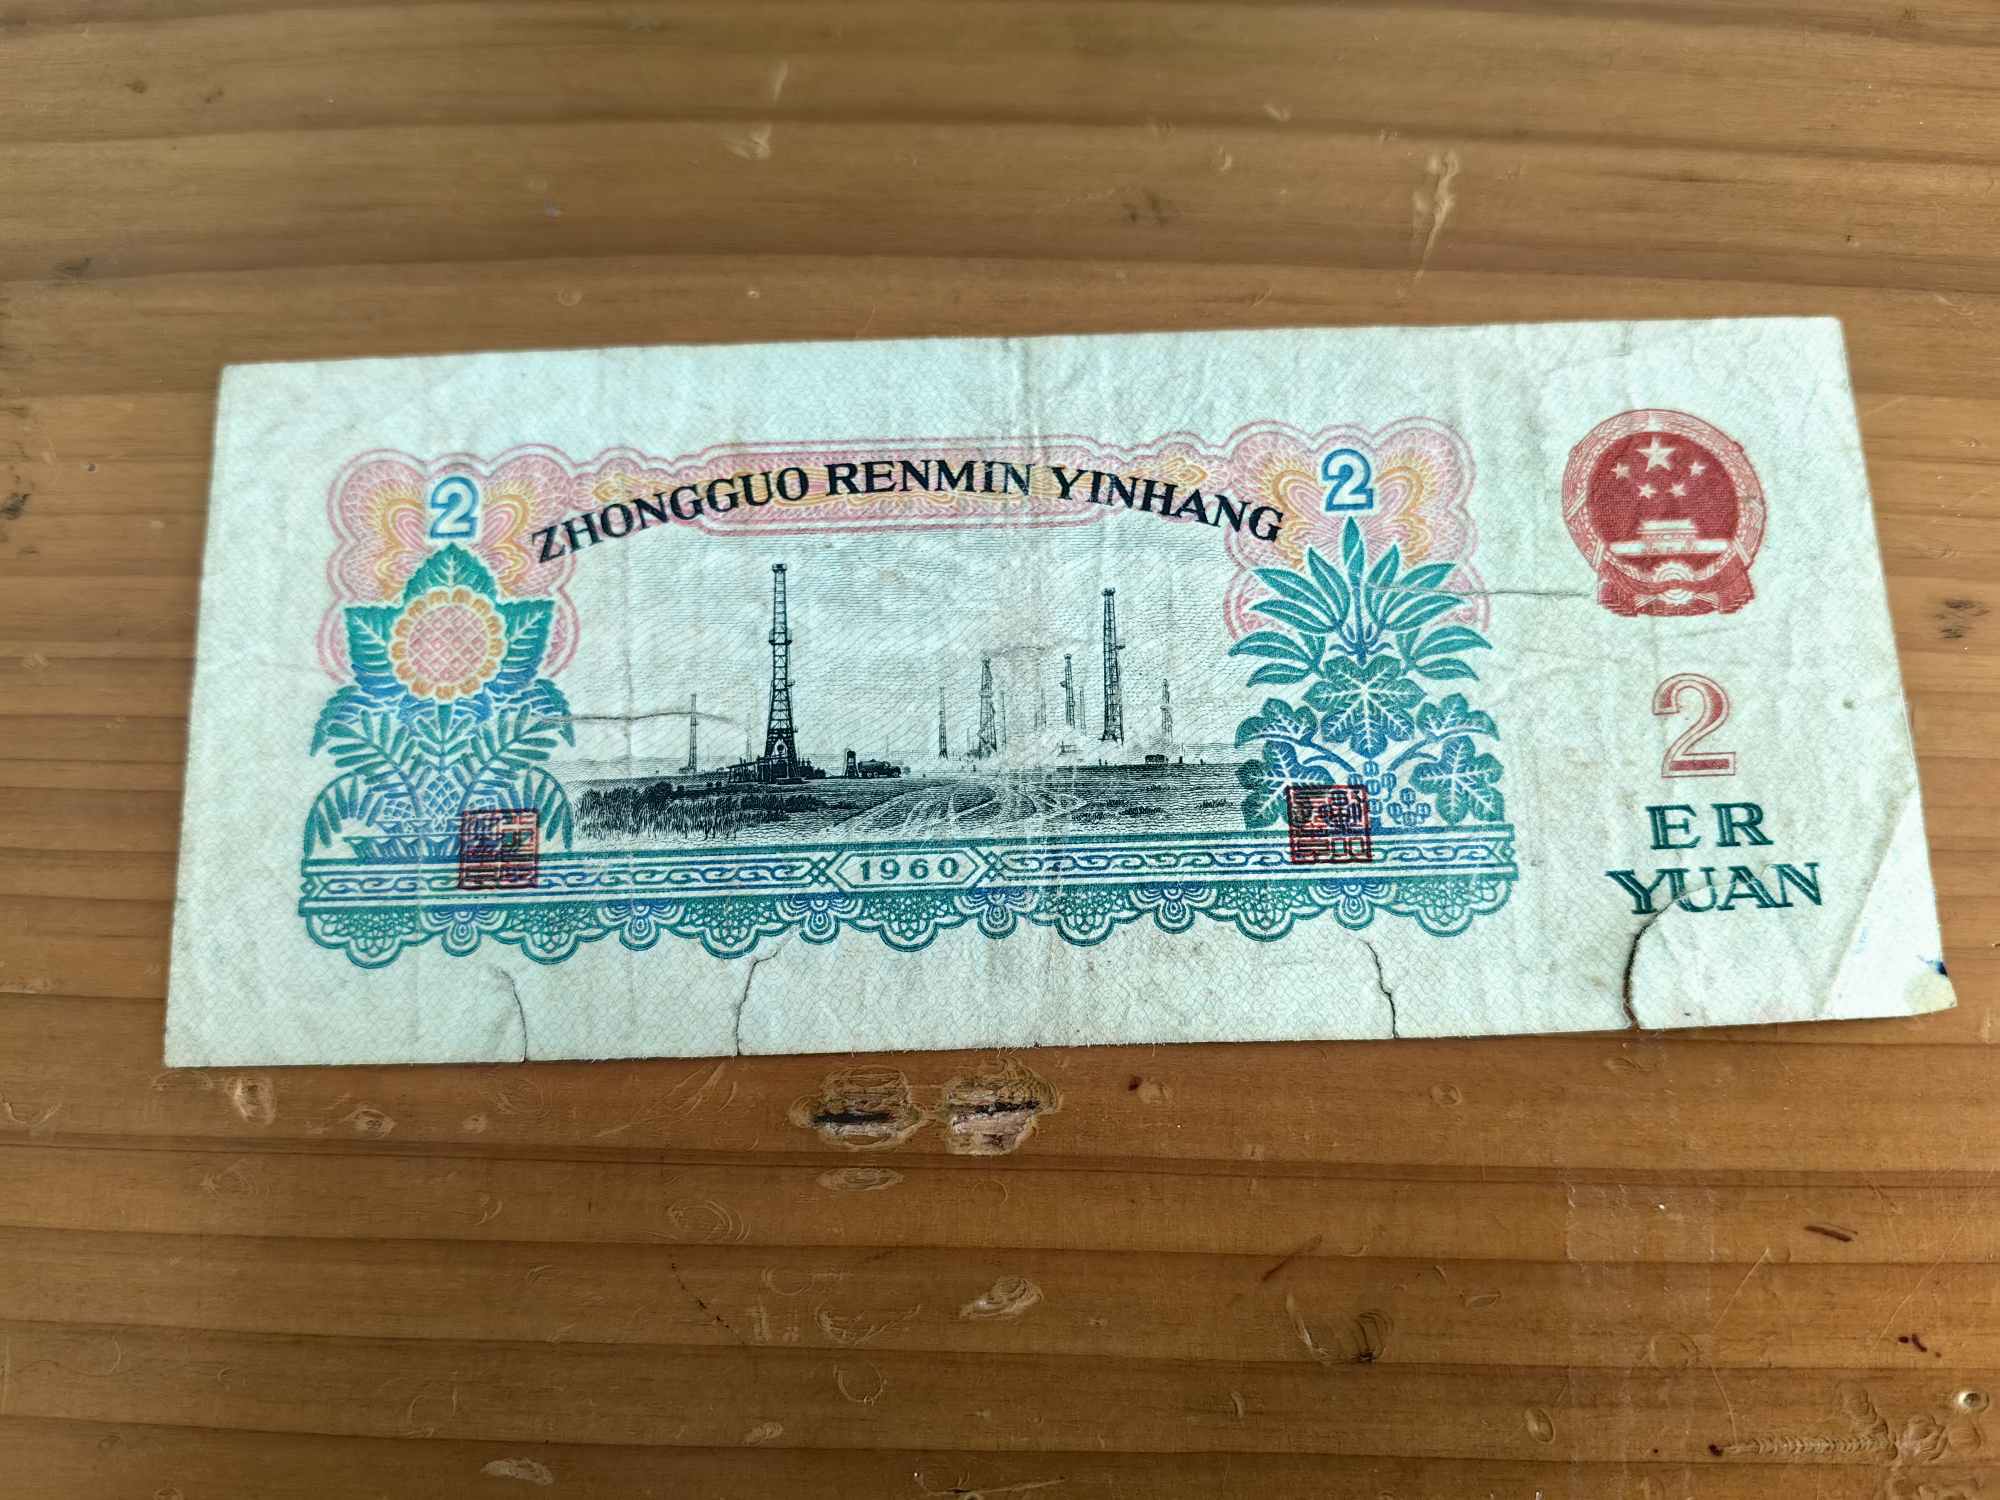 2 ZHONGGUO RENMIN YINHANG 2
1960
2
ER
YUAN